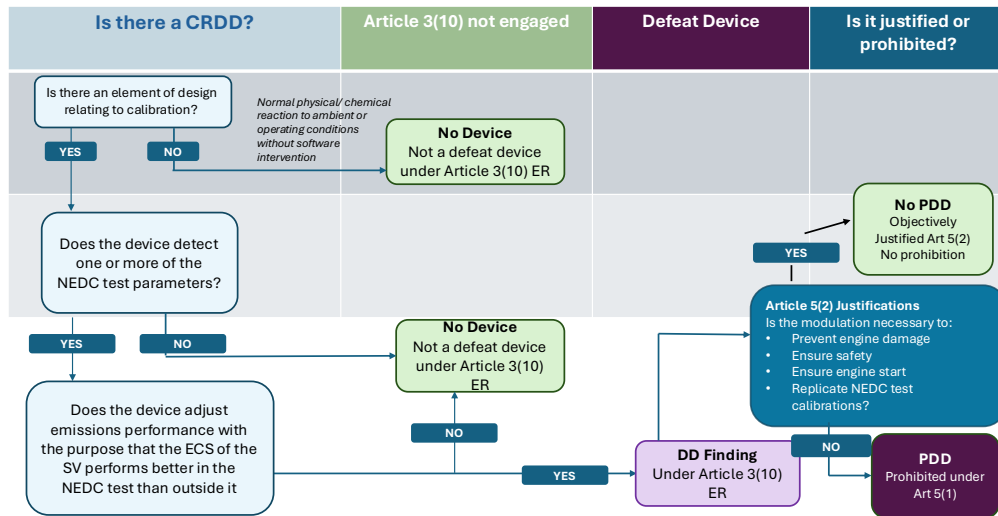 Is there a CRDD?
Article 3(10) not engaged
Defeat Device
Is it justified or
prohibited?
Is there an element of design
relating to calibration?
Normal physical/ chemical
reaction to ambient or
operating conditions
without software
intervention
No Device
Not a defeat device
under Article 3(10) ER
YES
NO
No PDD
Objectively
Justified Art 5(2)
No prohibition
Does the device detect
one or more of the
NEDC test parameters?
YES
Article 5(2) Justifications
Is the modulation necessary to:
• Prevent engine damage
• Ensure safety
• Ensure engine start
• Replicate NEDC test
calibrations?
YES
NO
No Device
Not a defeat device
under Article 3(10)
ER
Does the device adjust
emissions performance with
the purpose that the ECS of the
SV performs better in the
NEDC test than outside it
NO
YES
DD Finding
Under Article 3(10)
ER
NO
PDD
Prohibited under
Art 5(1)